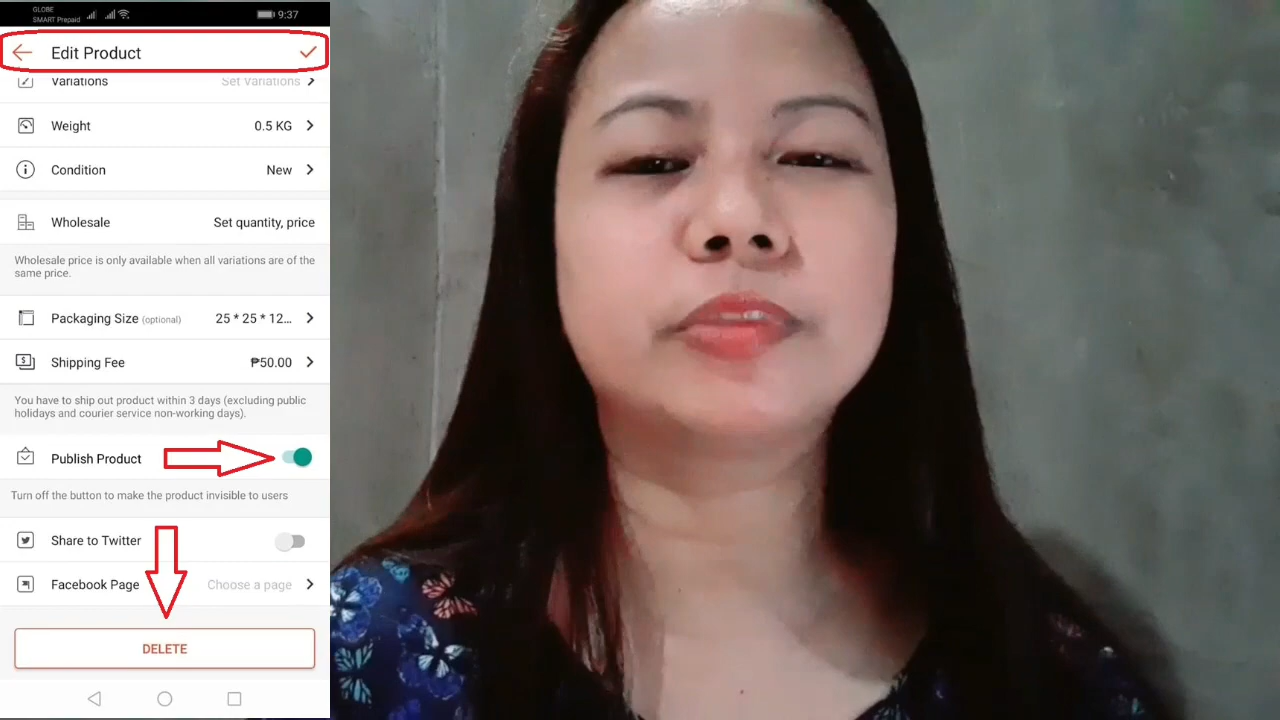 GLOBE
SMART Prepaid
9:37
Edit Product
Variations Set Variations
Weight 0.5 KG
Condition New
Wholesale Set quantity, price
Wholesale price is only available when all variations are of the
same price.
Packaging Size (optional) 25 * 25 * 12...
Shipping Fee ₱50.00
You have to ship out product within 3 days (excluding public
holidays and courier service non-working days).
Publish Product
Turn off the button to make the product invisible to users
Share to Twitter
Facebook Page Choose a page
DELETE